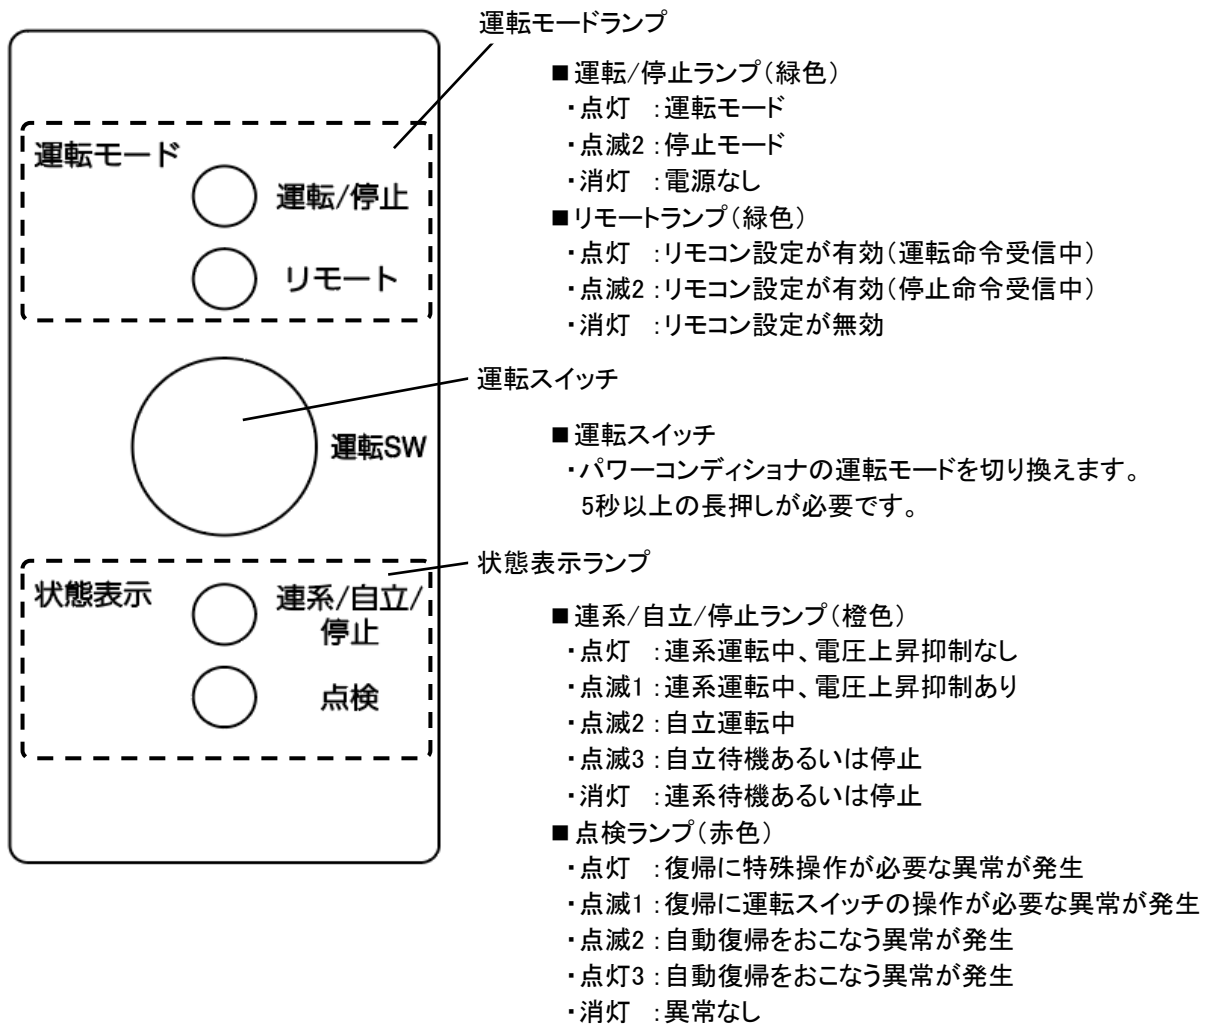 運転モードランプ
■運転/停止ランプ(緑色)
・点灯 :運転モード
・点滅2:停止モード
・消灯 :電源なし
■リモートランプ(緑色)
・点灯 :リモコン設定が有効(運転命令受信中)
・点滅2:リモコン設定が有効(停止命令受信中)
・消灯 :リモコン設定が無効
運転モード
運転/停止
リモート
運転スイッチ
■運転スイッチ
・パワーコンディショナの運転モードを切り換えます。
5秒以上の長押しが必要です。
運転SW
状態表示ランプ
■連系/自立/停止ランプ(橙色)
・点灯 :連系運転中、電圧上昇抑制なし
・点滅1:連系運転中、電圧上昇抑制あり
・点滅2:自立運転中
・点滅3:自立待機あるいは停止
・消灯 :連系待機あるいは停止
■点検ランプ(赤色)
・点灯 :復帰に特殊操作が必要な異常が発生
・点滅1:復帰に運転スイッチの操作が必要な異常が発生
・点滅2:自動復帰をおこなう異常が発生
・点灯3:自動復帰をおこなう異常が発生
・消灯 :異常なし
状態表示
連系/自立/
停止
点検